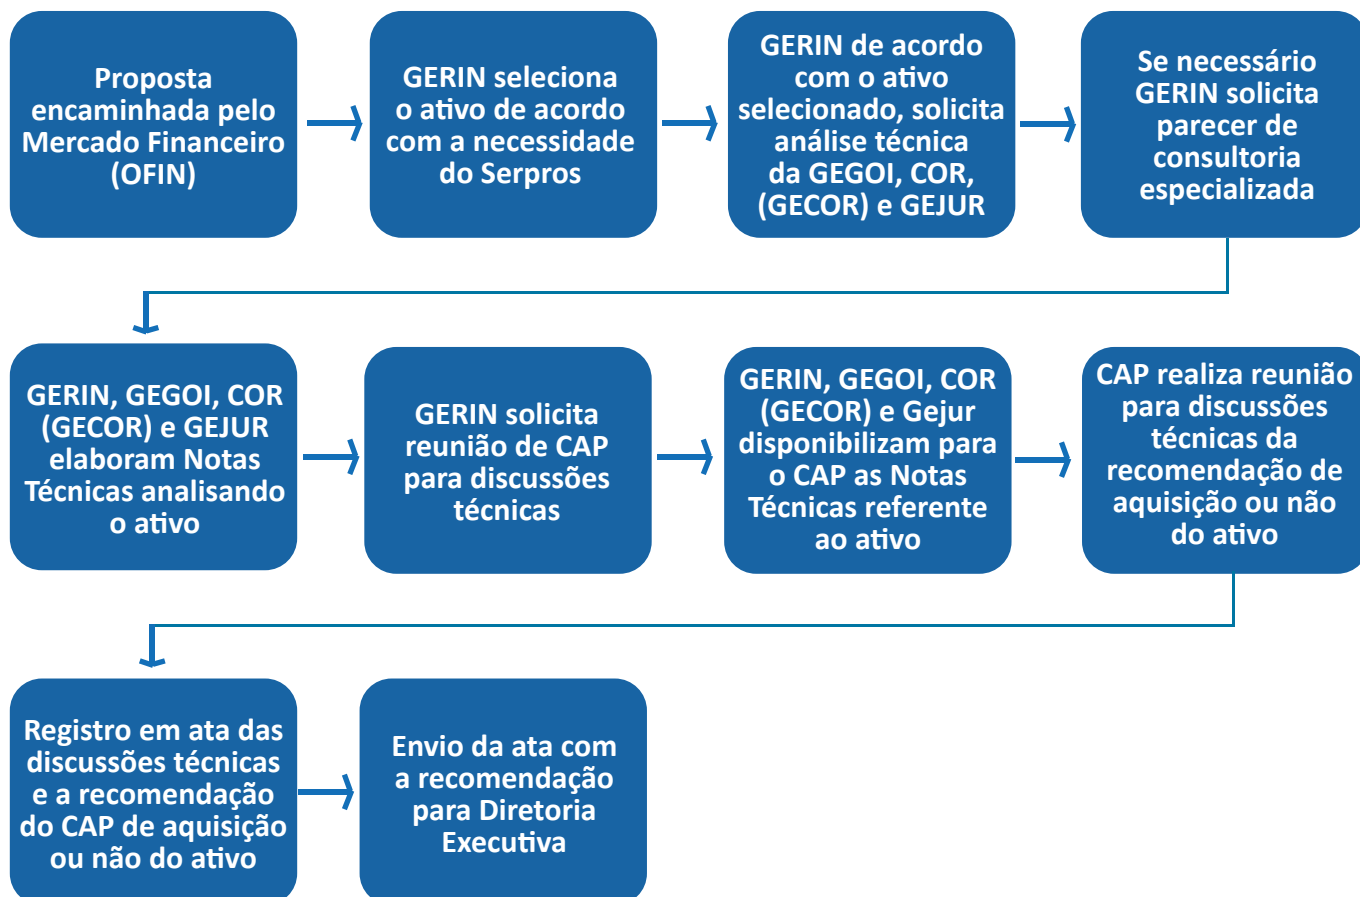 Proposta
encaminhada pelo
Mercado Financeiro
(OFIN)
GERIN seleciona
o ativo de acordo
com a necessidade
do Serpros
GERIN de acordo
com o ativo
selecionado, solicita
análise técnica
da GEGOI, COR,
(GECOR) e GEJUR
Se necessário
GERIN solicita
parecer de
consultoria
especializada
GERIN, GEGOI, COR
(GECOR) e GEJUR
elaboram Notas
Técnicas analisando
o ativo
GERIN solicita
reunião de CAP
para discussões
técnicas
GERIN, GEGOI, COR
(GECOR) e Gejur
disponibilizam para
o CAP as Notas
Técnicas referente
ao ativo
CAP realiza reunião
para discussões
técnicas da
recomendação de
aquisição ou não
do ativo
Registro em ata das
discussões técnicas
e a recomendação
do CAP de aquisição
ou não do ativo
Envio da ata com
a recomendação
para Diretoria
Executiva